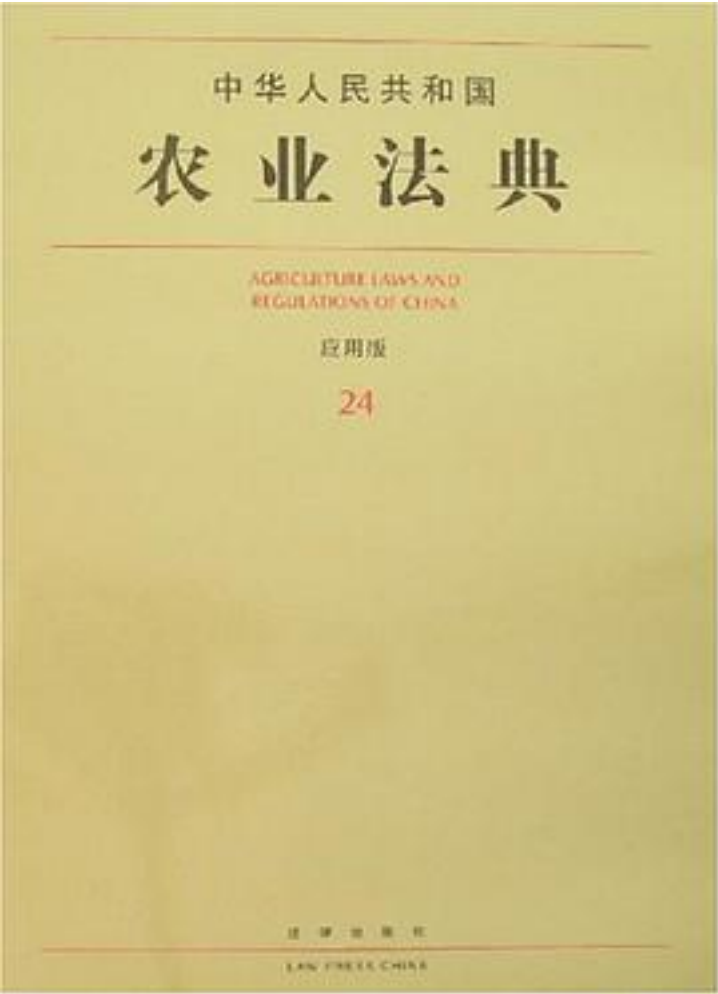 中华人民共和国
农业法典
AGRICULTURE LAWS AND
REGULATIONS OF CHINA
应用版
24
法律出版社
LAW PRESS CHINA